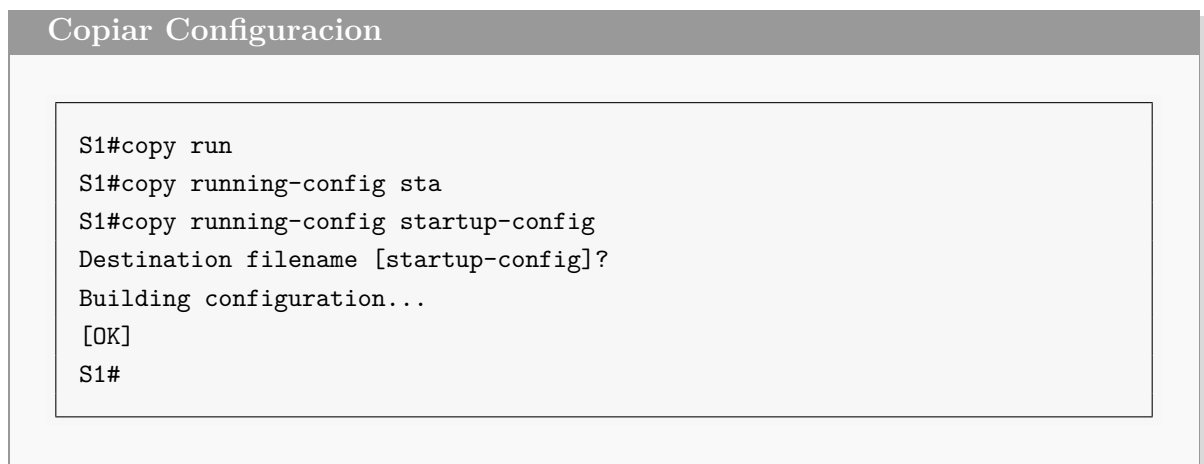 Copiar Configuracion
S1#copy run
S1#copy running-config sta
S1#copy running-config startup-config
Destination filename [startup-config]?
Building configuration...
[OK]
S1#